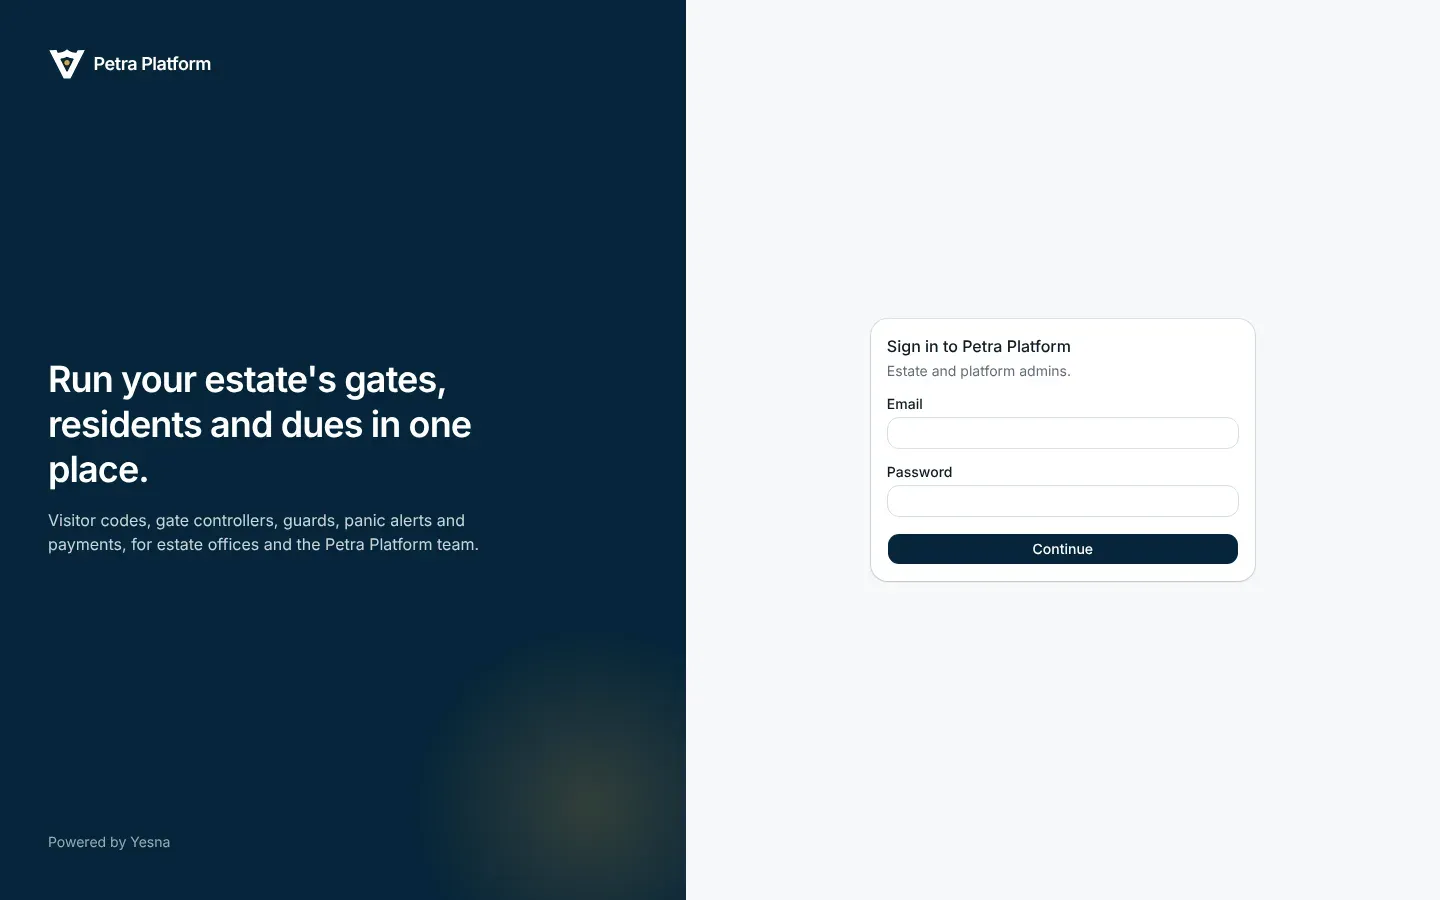 Petra Platform
Run your estate's gates,
residents and dues in one
place.
Visitor codes, gate controllers, guards, panic alerts and
payments, for estate offices and the Petra Platform team.
Powered by Yesna
Sign in to Petra Platform
Estate and platform admins.
Email
Password
Continue